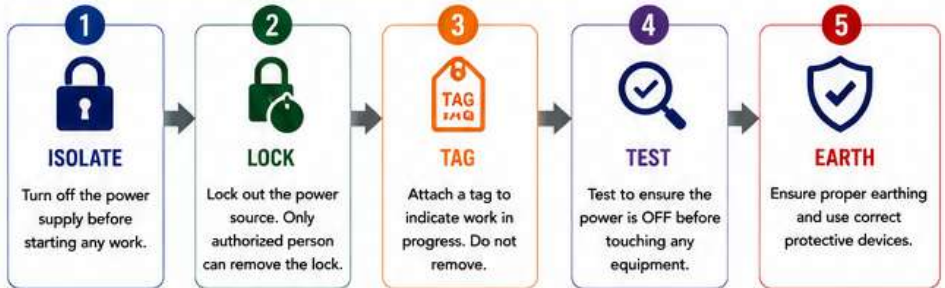 1
ISOLATE
Turn off the power
supply before
starting any work.
2
LOCK
Lock out the power
source. Only
authorized person
can remove the lock.
3
TAG
TAG
Attach a tag to
indicate work in
progress. Do not
remove.
4
TEST
Test to ensure the
power is OFF before
touching any
equipment.
5
EARTH
Ensure proper earthing
and use correct
protective devices.